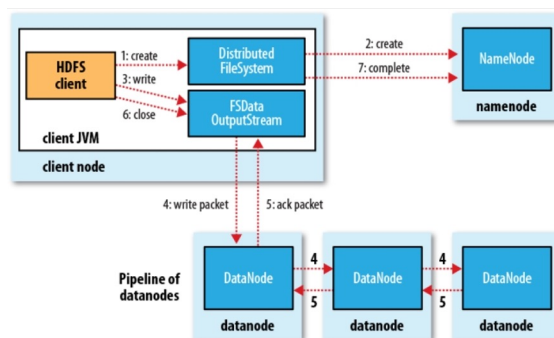 HDFS
client
1: create
3: write
6: close
Distributed
FileSystem
FSData
OutputStream
2: create
7: complete
NameNode
namenode
client JVM
client node
4: write packet
5: ack packet
Pipeline of
datanodes
DataNode
4
5
DataNode
4
5
DataNode
datanode
datanode
datanode